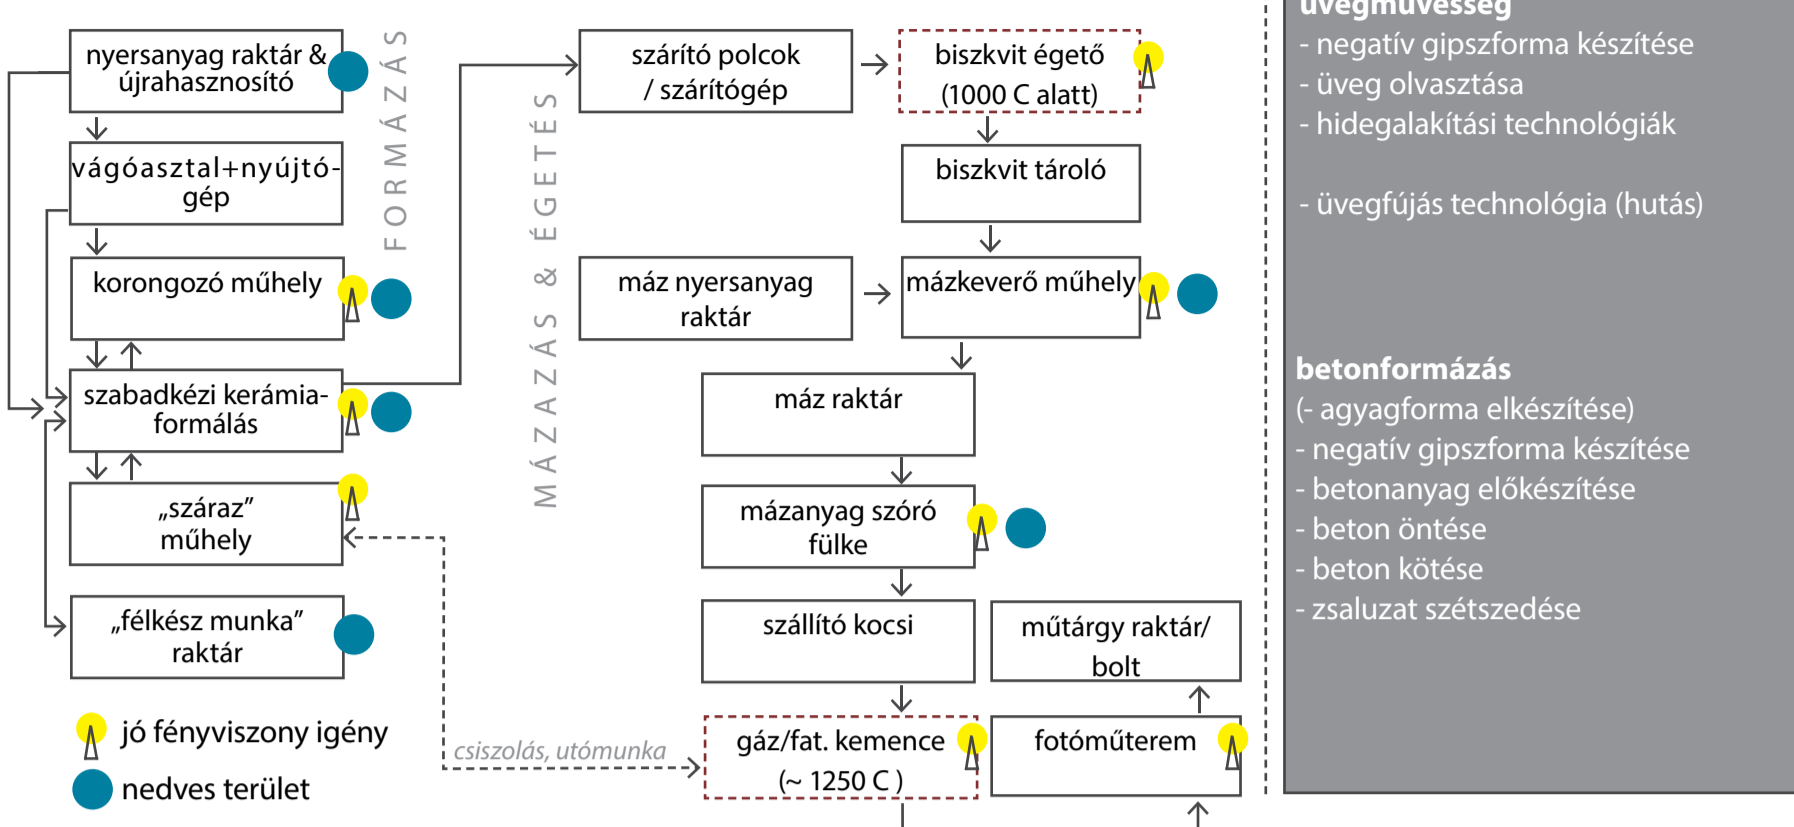 nyersanyag raktár &
újrahasznosító
vágóasztal+nyújtó-
gép
korongozó műhely
szabadkézi kerámia-
formálás
„száraz”
műhely
„félkész munka”
raktár
jó fényviszony igény
nedves terület
FORMÁZÁS
MÁZAZÁS & ÉGETÉS
szárító polcok
/ szárítógép
biszkvit égető
(1000 C alatt)
biszkvit tároló
máz nyersanyag
raktár
mázkeverő műhely
máz raktár
mázanyag szóró
fülke
szállító kocsi
műtárgy raktár/
bolt
csiszolás, utómunka
gáz/fat. kemence
(~ 1250 C )
fotóműterem
üvegművesség
- negatív gipszforma készítése
- üveg olvasztása
- hidegalakítási technológiák
- üvegfújás technológia (hutás)
betonformázás
(- agyagforma elkészítése)
- negatív gipszforma készítése
- betonanyag előkészítése
- beton öntése
- beton kötése
- zsaluzat szétszedése